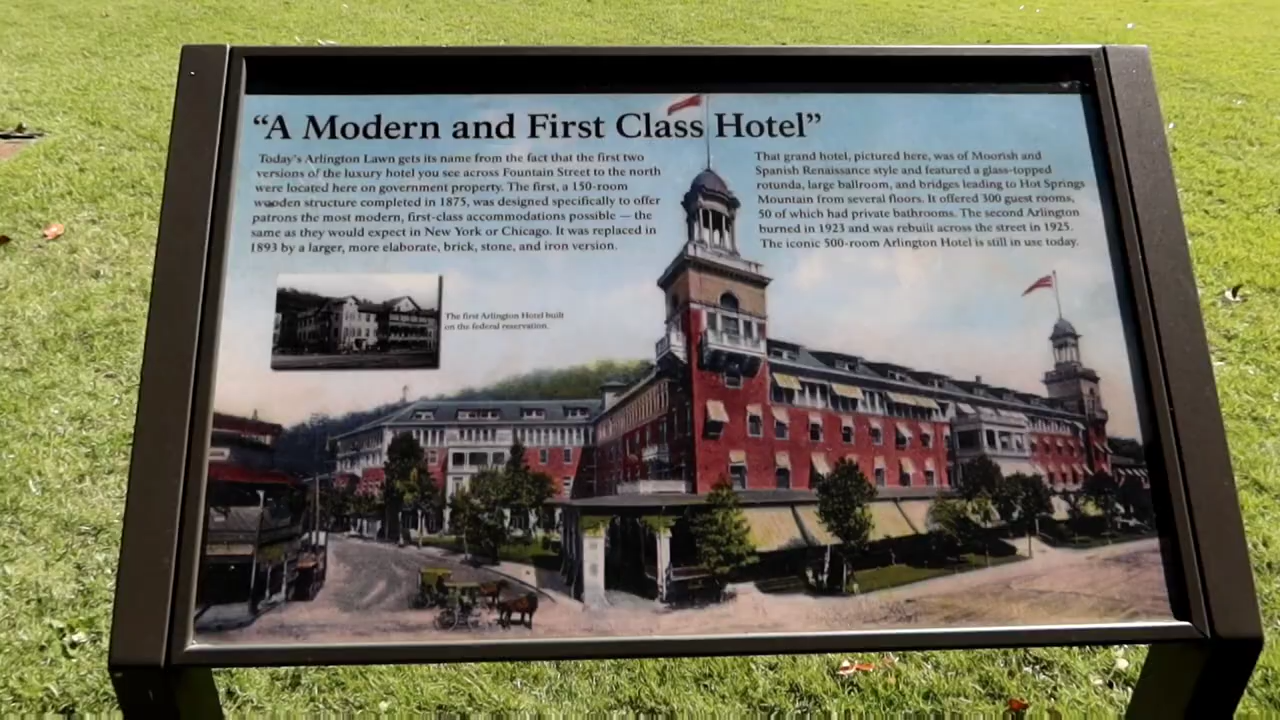 “A Modern and First Class Hotel”
Today's Arlington Lawn gets its name from the fact that the first two
versions of the luxury hotel you see across Fountain Street to the north
were located here on government property. The first, a 150-room
wooden structure completed in 1875, was designed specifically to offer
patrons the most modern, first-class accommodations possible — the
same as they would expect in New York or Chicago. It was replaced in
1893 by a larger, more elaborate, brick, stone, and iron version.
That grand hotel, pictured here, was of Moorish and
Spanish Renaissance style and featured a glass-topped
rotunda, large ballroom, and bridges leading to Hot Springs
Mountain from several floors. It offered 300 guest rooms,
50 of which had private bathrooms. The second Arlington
burned in 1923 and was rebuilt across the street in 1925.
The iconic 500-room Arlington Hotel is still in use today.
The first Arlington Hotel built
on the federal reservation.